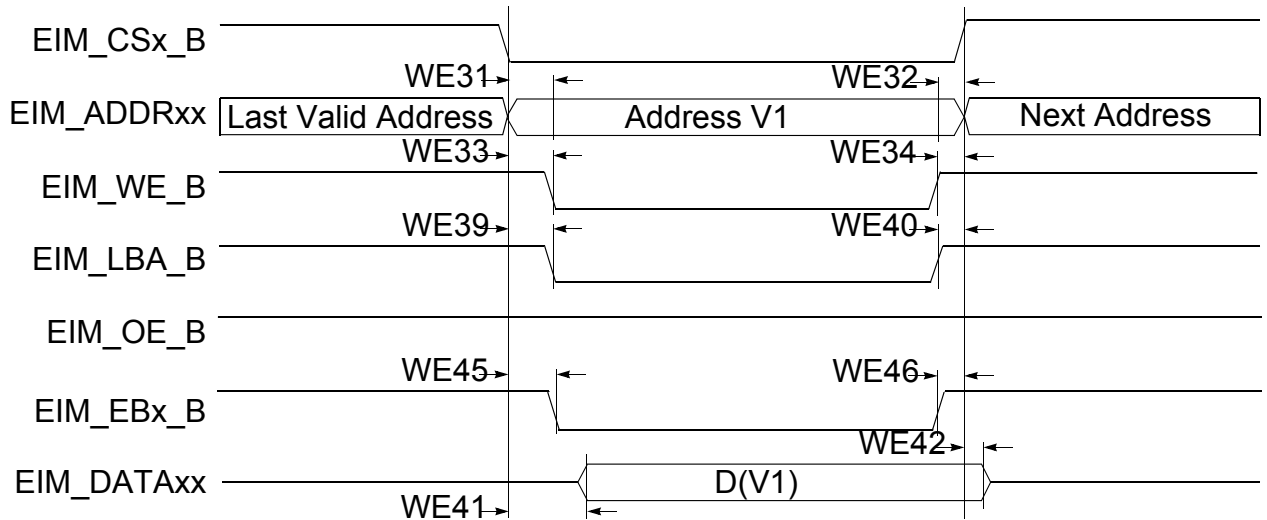 EIM_CSx_B
WE31 WE32
EIM_ADDRxx Last Valid Address Address V1 Next Address
WE33 WE34
EIM_WE_B
WE39 WE40
EIM_LBA_B
EIM_OE_B
WE45 WE46
EIM_EBx_B
WE42
EIM_DATAxx D(V1)
WE41